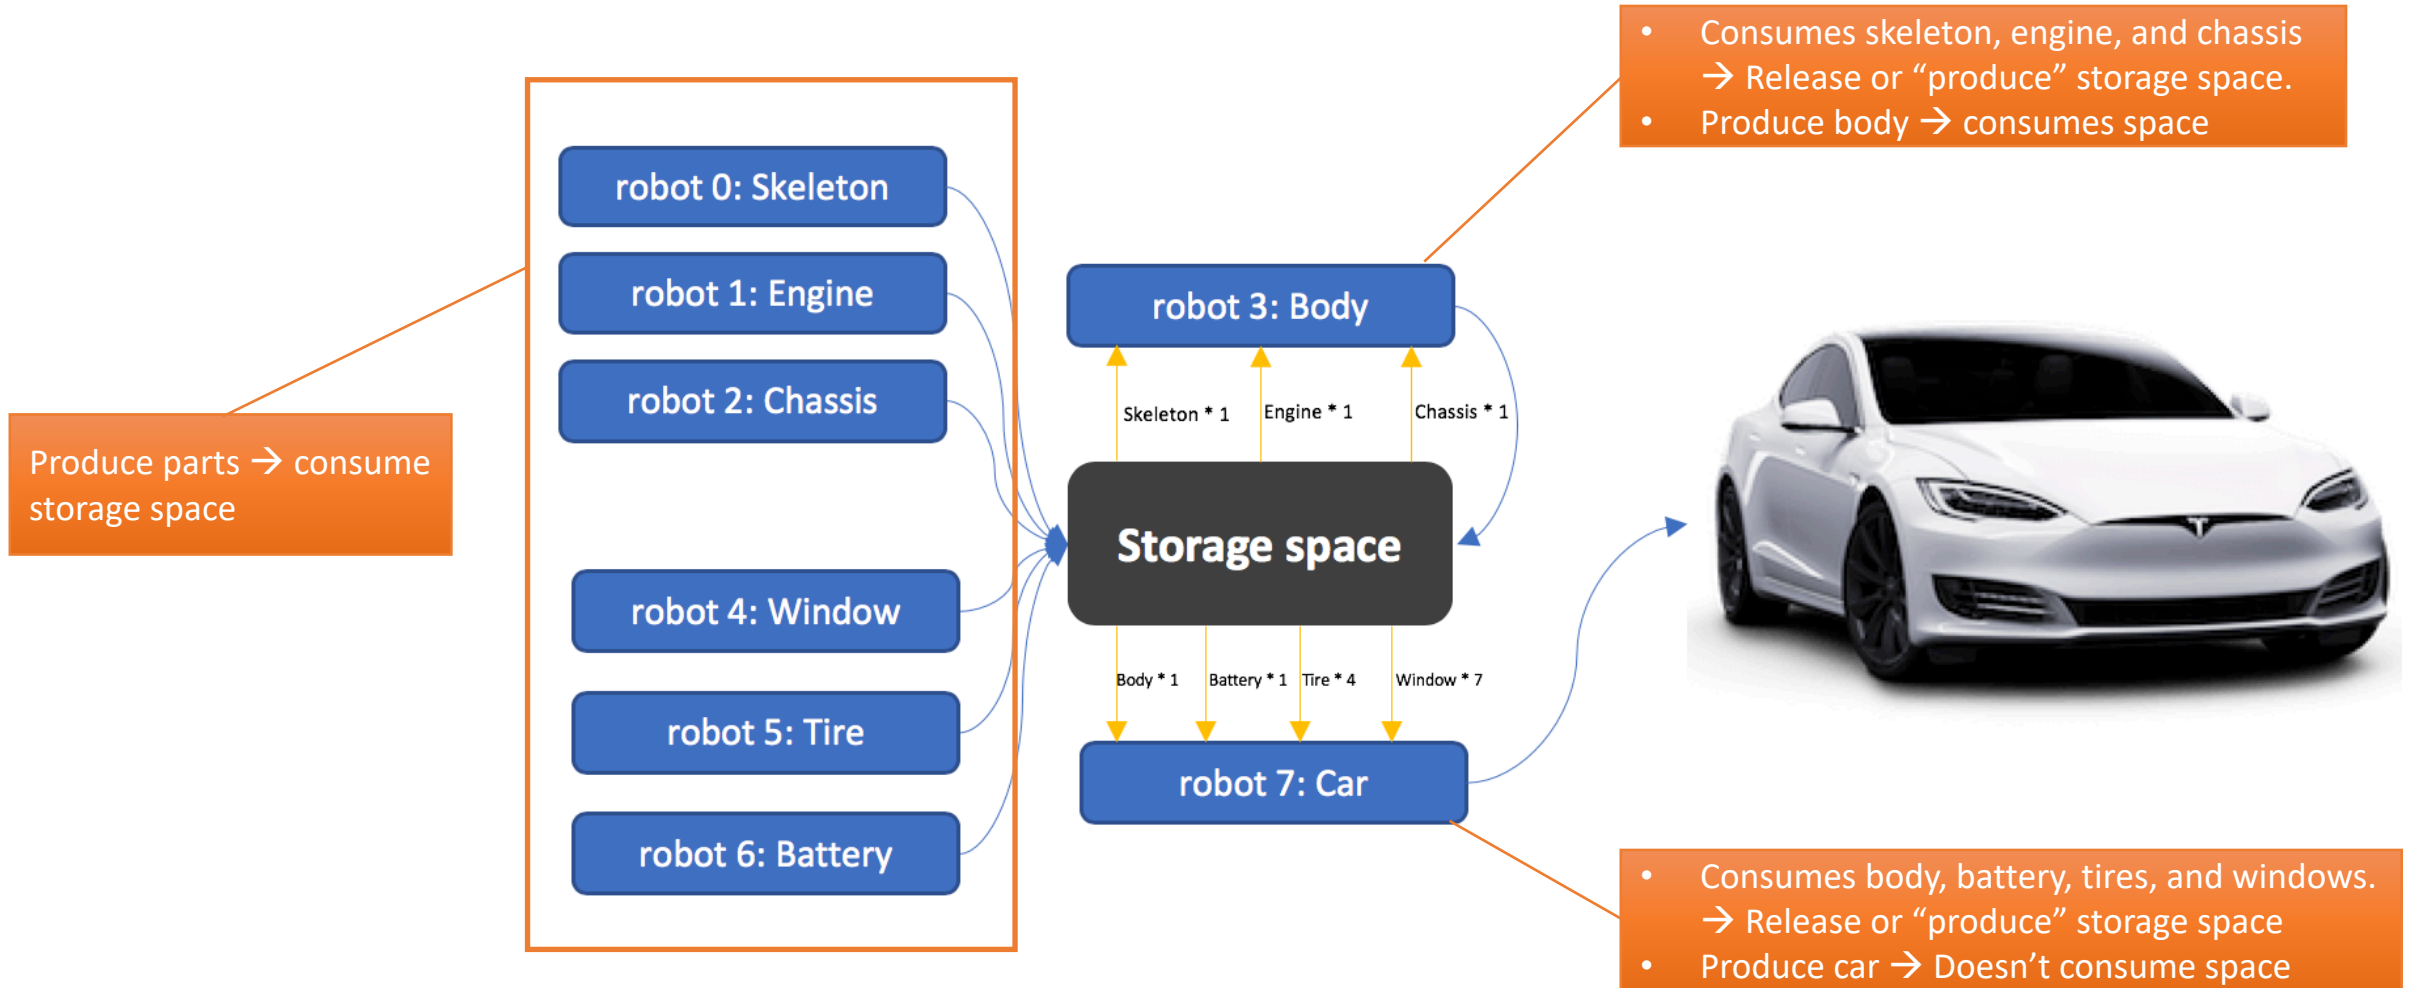 • Consumes skeleton, engine, and chassis
→ Release or “produce” storage space.
• Produce body → consumes space
robot 0: Skeleton
robot 1: Engine
robot 2: Chassis
robot 3: Body
Skeleton * 1
Engine * 1
Chassis * 1
Produce parts → consume
storage space
Storage space
robot 4: Window
robot 5: Tire
robot 6: Battery
Body * 1
Battery * 1
Tire * 4
Window * 7
robot 7: Car
• Consumes body, battery, tires, and windows.
→ Release or “produce” storage space
• Produce car → Doesn’t consume space